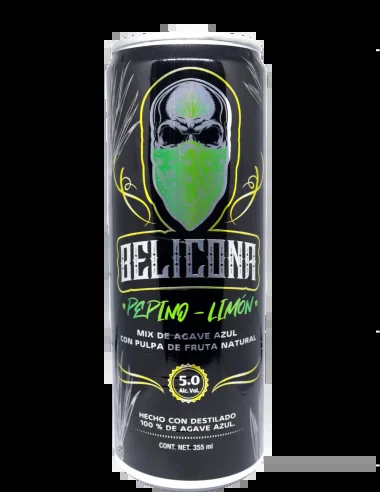 BELICONA
PEPINO - LIMÓN
MIX DE AGAVE AZUL
CON PULPA DE FRUTA NATURAL
5.0
Alc. Vol.
HECHO CON DESTILADO
100 % DE AGAVE AZUL.
CONT. NET. 355 ml